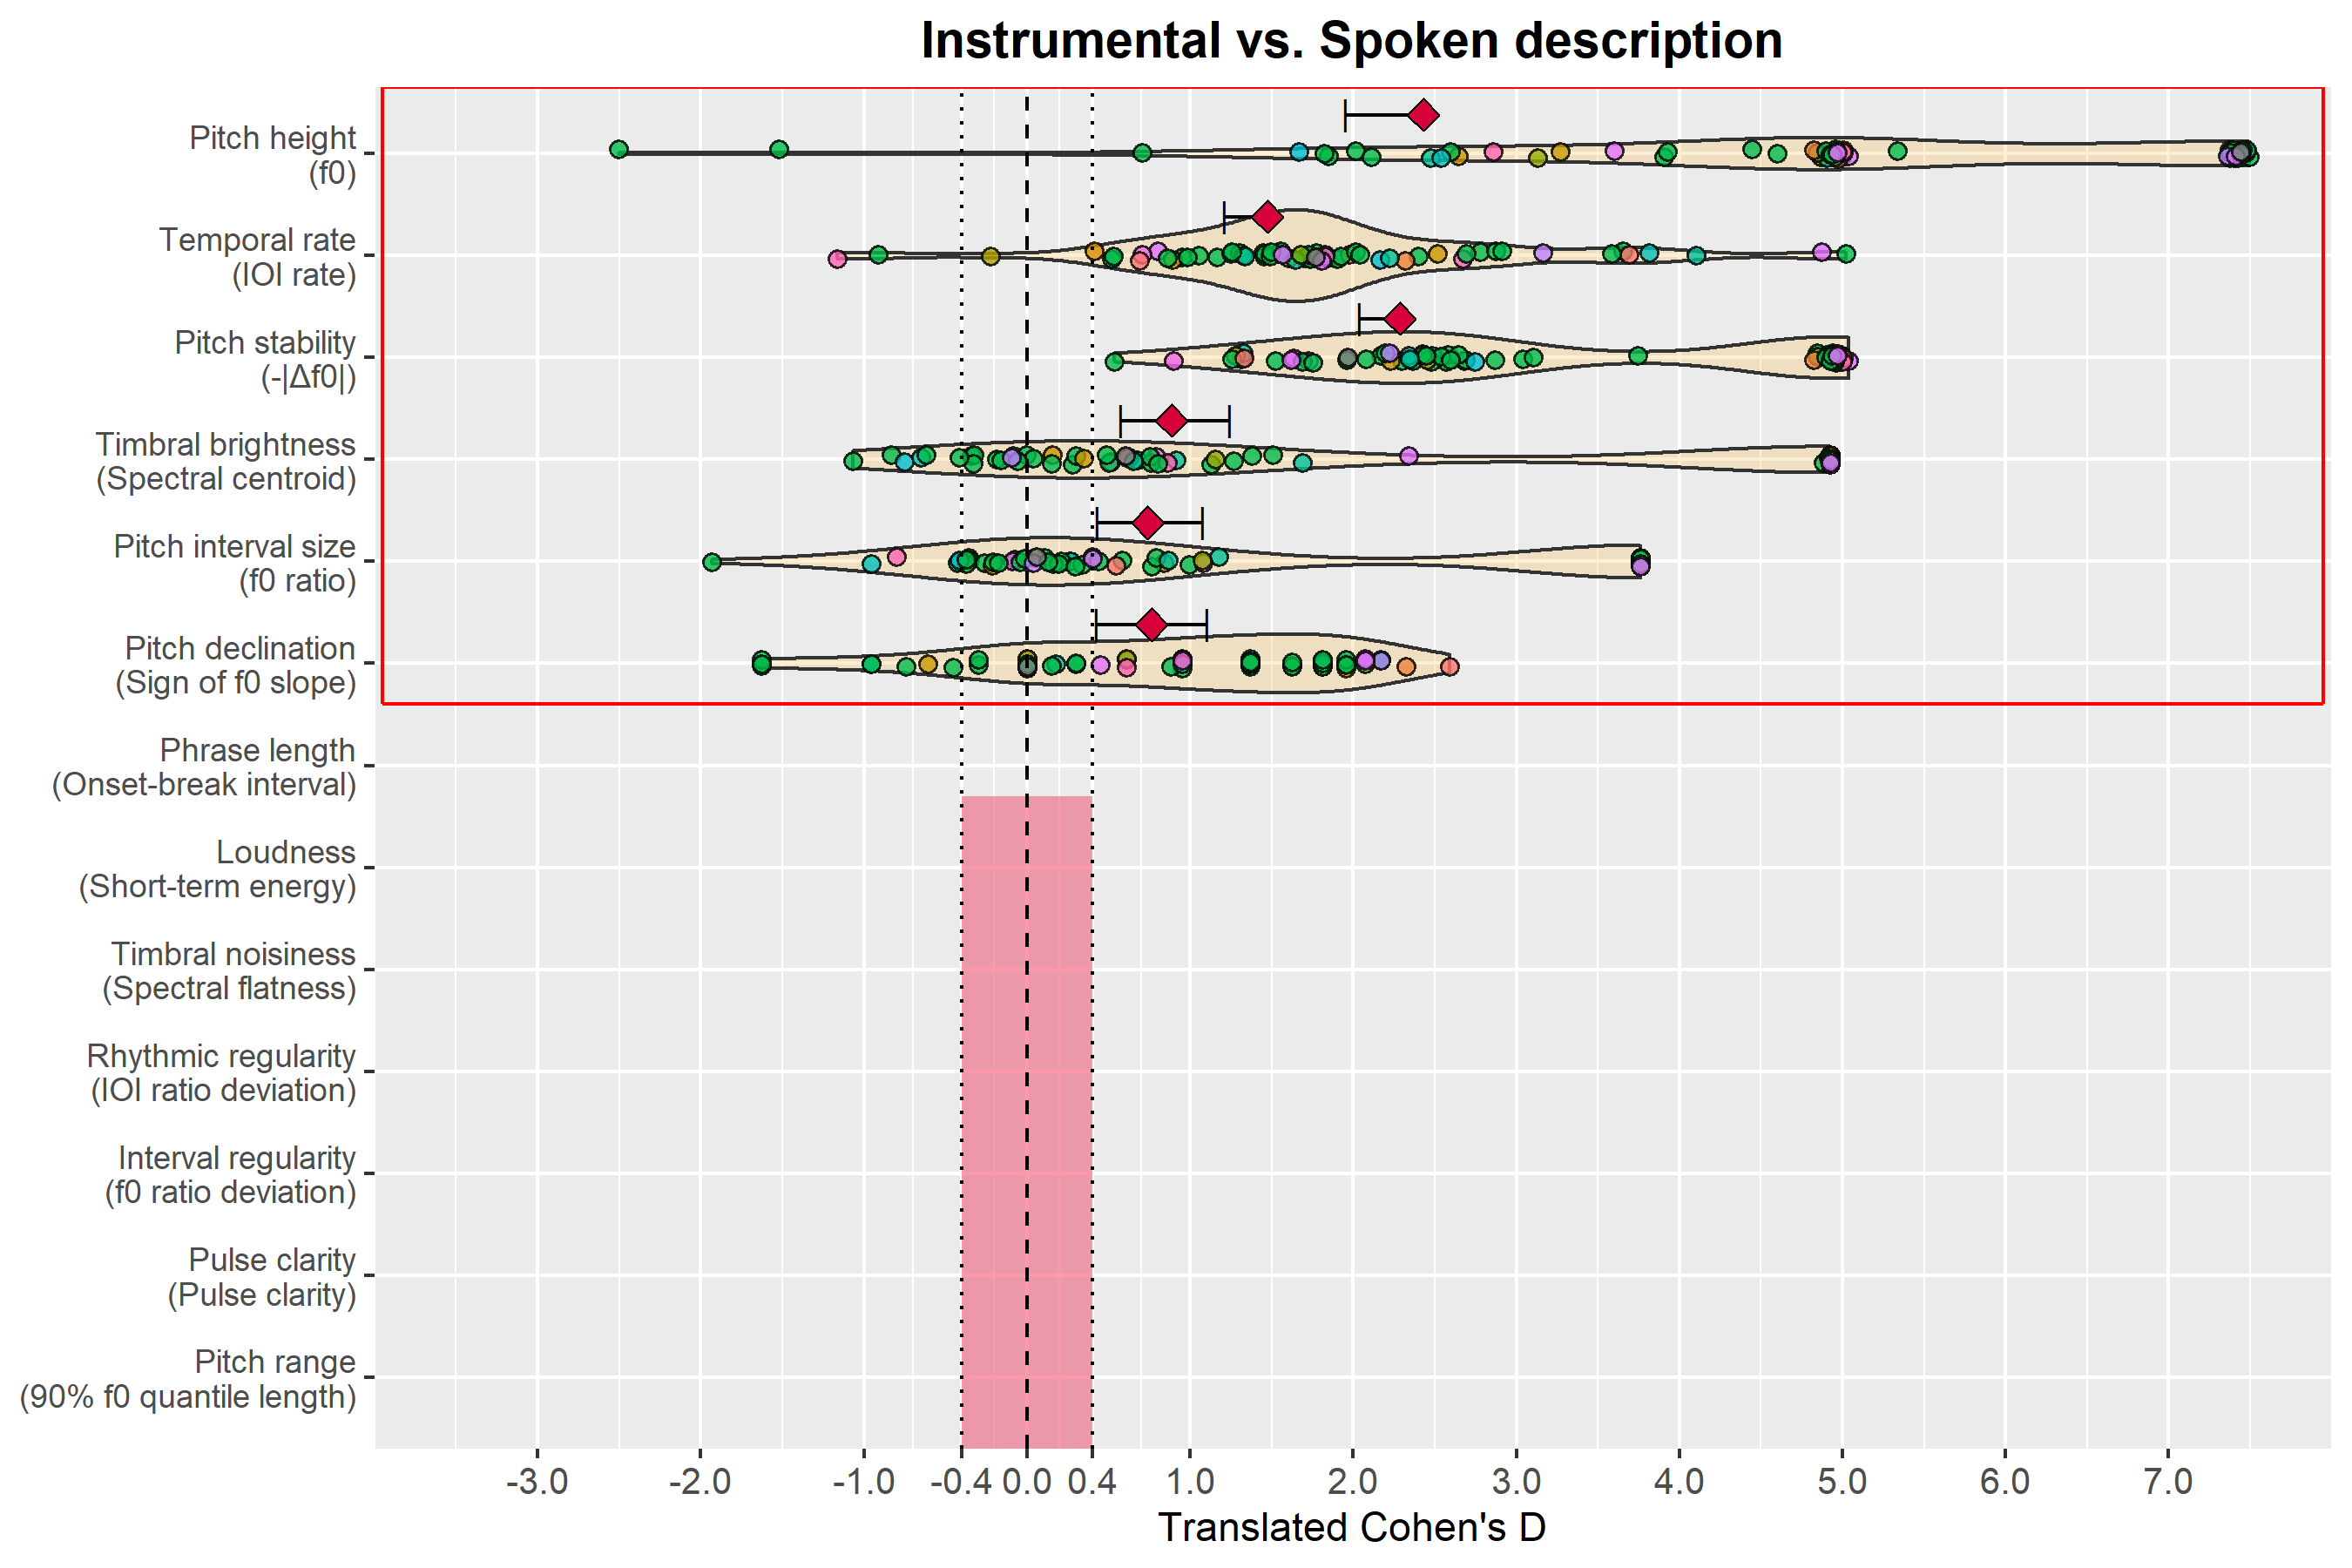 Instrumental vs. Spoken description
Pitch height
(f0)
Temporal rate
(IOI rate)
Pitch stability
(-|Δf0|)
Timbral brightness
(Spectral centroid)
Pitch interval size
(f0 ratio)
Pitch declination
(Sign of f0 slope)
Phrase length
(Onset-break interval)
Loudness
(Short-term energy)
Timbral noisiness
(Spectral flatness)
Rhythmic regularity
(IOI ratio deviation)
Interval regularity
(f0 ratio deviation)
Pulse clarity
(Pulse clarity)
Pitch range
(90% f0 quantile length)
-3.0 -2.0 -1.0 -0.4 0.0 0.4 1.0 2.0 3.0 4.0 5.0 6.0 7.0
Translated Cohen's D